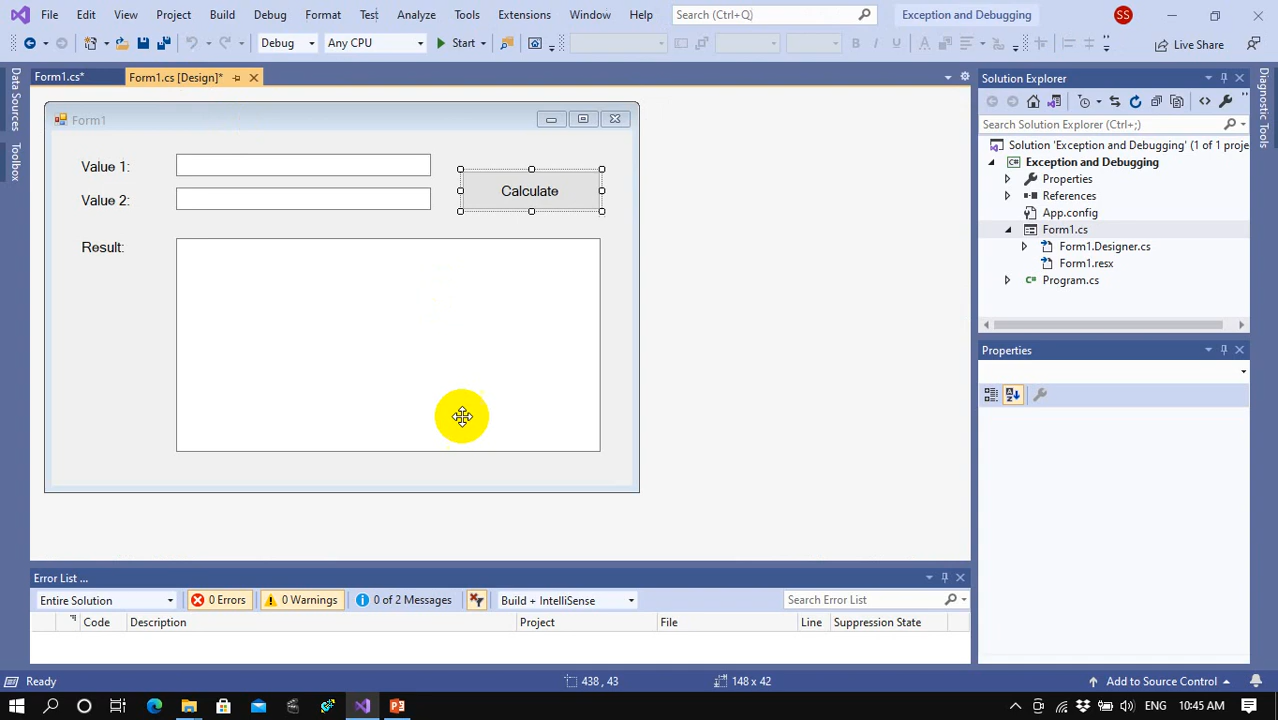 File Edit View Project Build Debug Format Test Analyze Tools Extensions Window Help Search (Ctrl+Q) Exception and Debugging SS
Debug Any CPU Start Live Share
Data Sources
Toolbox
Form1.cs* Form1.cs [Design]*
Form1
Value 1:
Calculate
Value 2:
Result:
Solution Explorer
Search Solution Explorer (Ctrl+;)
Solution 'Exception and Debugging' (1 of 1 proje
Exception and Debugging
Properties
References
App.config
Form1.cs
Form1.Designer.cs
Form1.resx
Program.cs
Properties
Diagnostic Tools
Error List ...
Entire Solution 0 Errors 0 Warnings 0 of 2 Messages Build + IntelliSense Search Error List
Code Description Project File Line Suppression State
Ready 438 , 43 148 x 42 Add to Source Control
ENG 10:45 AM